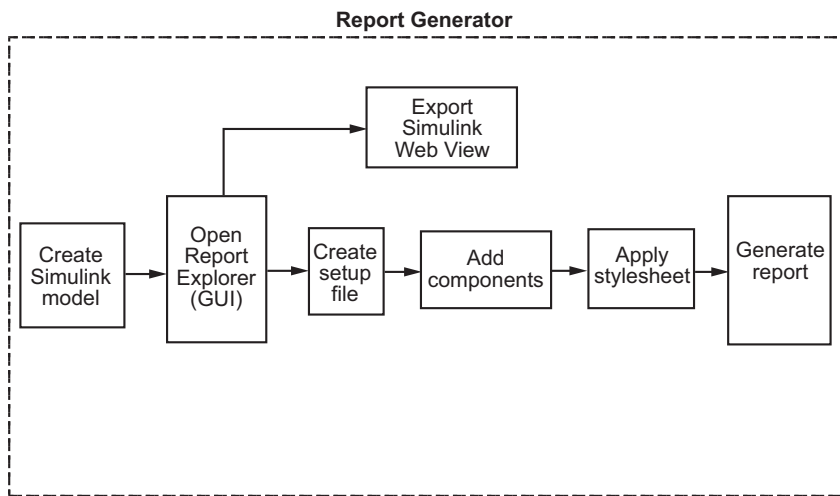 Report Generator
Export
Simulink
Web View
Create
Simulink
model
Open
Report
Explorer
(GUI)
Create
setup
file
Add
components
Apply
stylesheet
Generate
report